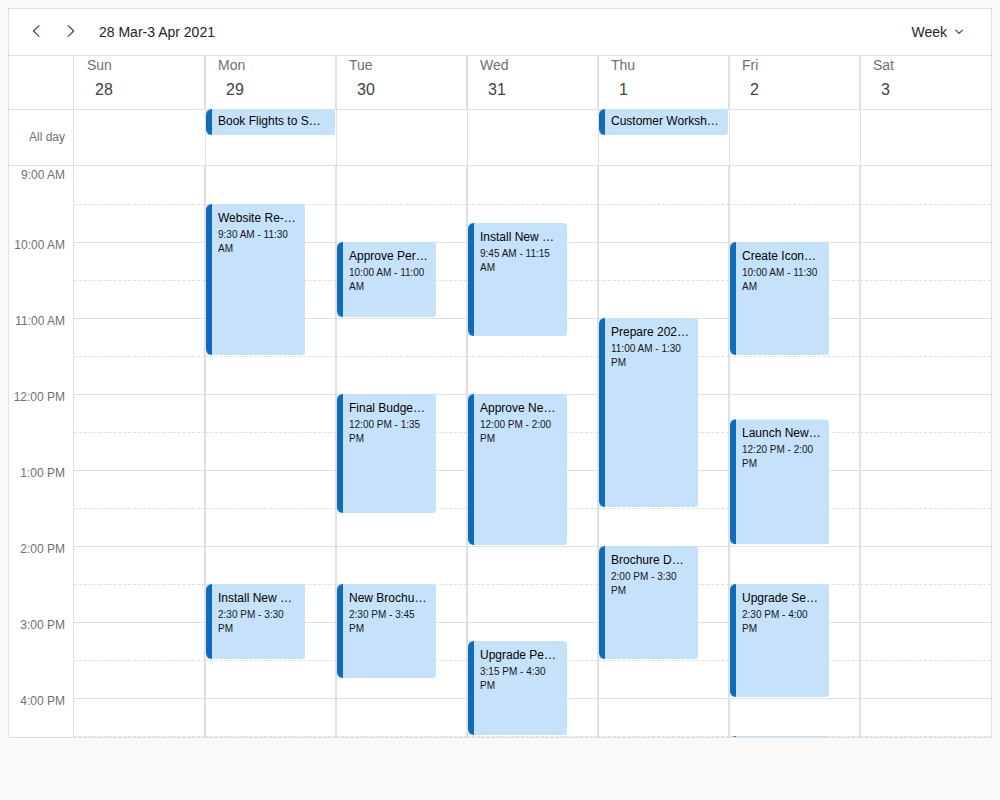 28 Mar-3 Apr 2021
Week
Sun
28
Mon
29
Tue
30
Wed
31
Thu
1
Fri
2
Sat
3
All day
Book Flights to S…
Customer Worksh…
9:00 AM
10:00 AM
11:00 AM
12:00 PM
1:00 PM
2:00 PM
3:00 PM
4:00 PM
Website Re-…
9:30 AM - 11:30
AM
Install New …
2:30 PM - 3:30
PM
Approve Per…
10:00 AM - 11:00
AM
Final Budge…
12:00 PM - 1:35
PM
New Brochu…
2:30 PM - 3:45
PM
Install New …
9:45 AM - 11:15
AM
Approve Ne…
12:00 PM - 2:00
PM
Upgrade Pe…
3:15 PM - 4:30
PM
Prepare 202…
11:00 AM - 1:30
PM
Brochure D…
2:00 PM - 3:30
PM
Create Icon…
10:00 AM - 11:30
AM
Launch New…
12:20 PM - 2:00
PM
Upgrade Se…
2:30 PM - 4:00
PM